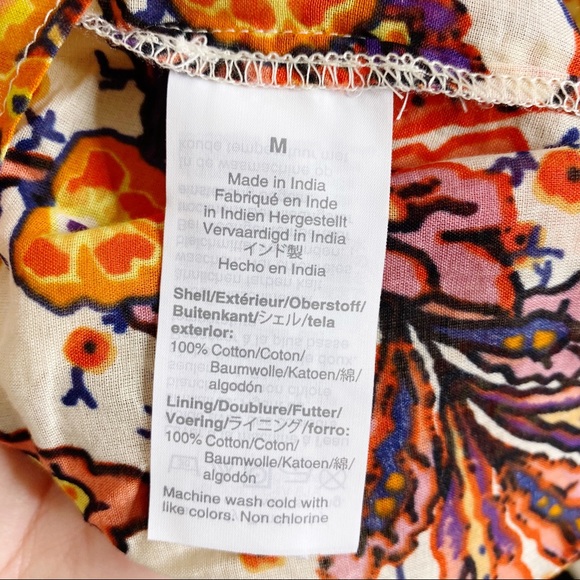 M
Made in India
Fabriqué en Inde
in Indien Hergestellt
Vervaardigd in India
インド製
Hecho en India
Shell/Extérieur/Oberstoff/
Buitenkant/シェル/tela
exterior:
100% Cotton/Coton/
Baumwolle/Katoen/綿/
algodón
Lining/Doublure/Futter/
Voering/ライニング/forro:
100% Cotton/Coton/
Baumwolle/Katoen/綿/
algodón
Machine wash cold with
like colors. Non chlorine